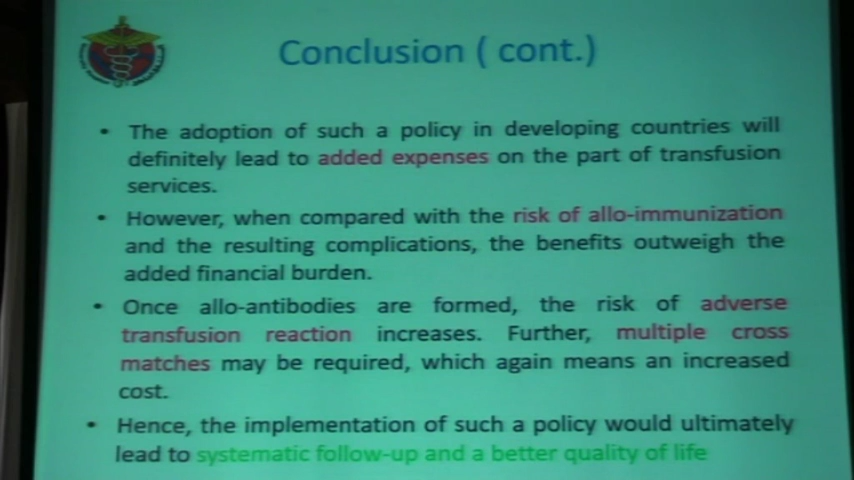 Conclusion ( cont.)
• The adoption of such a policy in developing countries will
definitely lead to added expenses on the part of transfusion
services.
• However, when compared with the risk of allo-immunization
and the resulting complications, the benefits outweigh the
added financial burden.
• Once allo-antibodies are formed, the risk of adverse
transfusion reaction increases. Further, multiple cross
matches may be required, which again means an increased
cost.
• Hence, the implementation of such a policy would ultimately
lead to systematic follow-up and a better quality of life